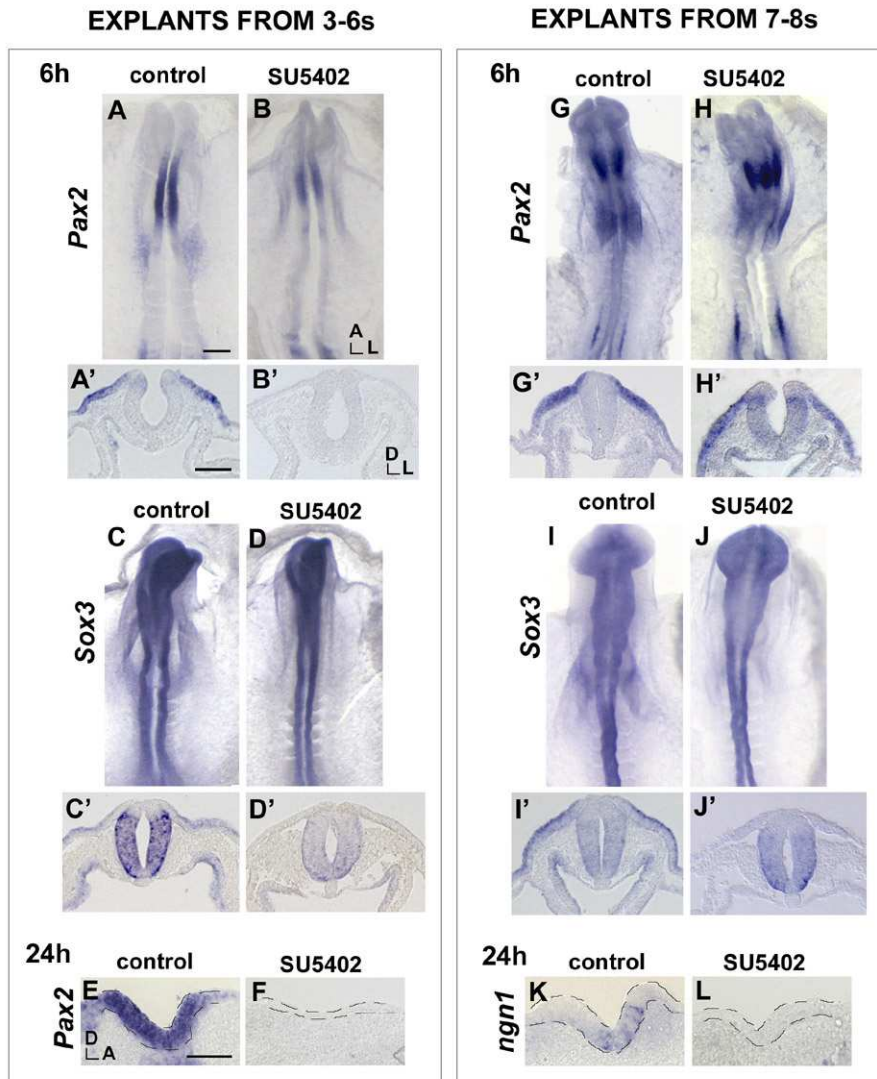 EXPLANTS FROM 3-6s
6h
control
SU5402
A
B
Pax2
A
L
A'
B'
D
L
control
SU5402
C
D
Sox3
C'
D'
24h
control
SU5402
E
F
Pax2
D
A
EXPLANTS FROM 7-8s
6h
control
SU5402
G
H
Pax2
G'
H'
control
SU5402
I
J
Sox3
I'
J'
24h
control
SU5402
K
L
ngn1